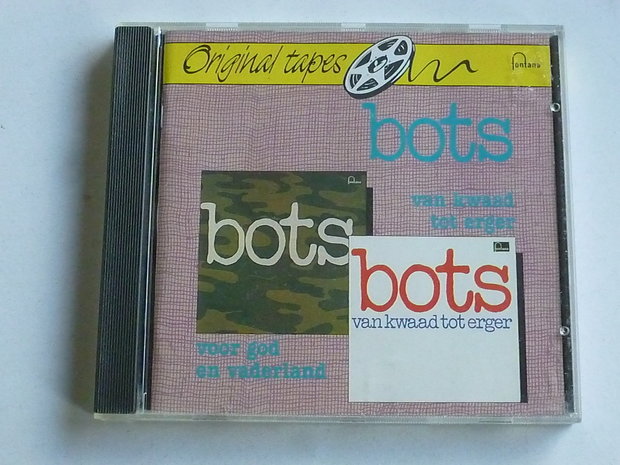 Original tapes
fontana
bots
van kwaad
tot erger
bots
bots
van kwaad tot erger
voor god
en vaderland